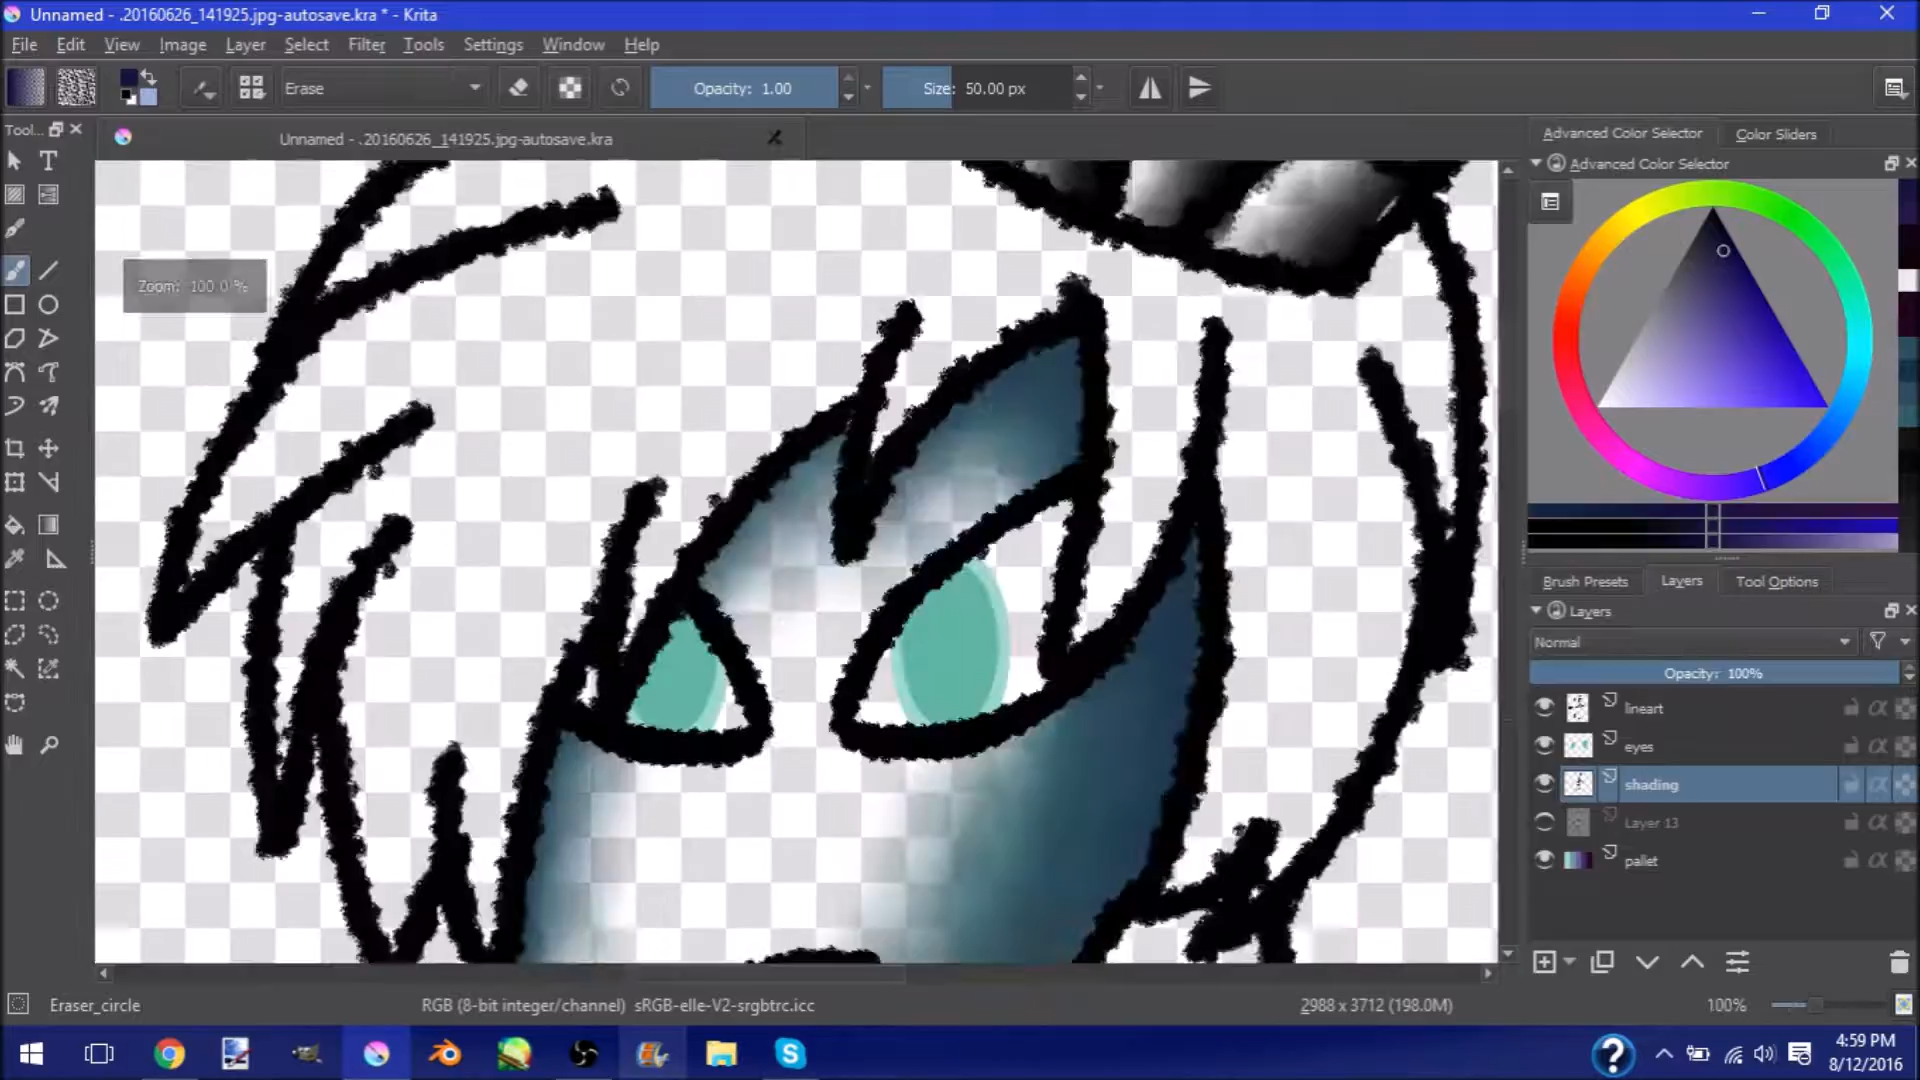 Unnamed - .20160626_141925.jpg-autosave.kra * - Krita
File Edit View Image Layer Select Filter Tools Settings Window Help
Erase Opacity: 1.00 Size: 50.00 px
Tool... Unnamed - .20160626_141925.jpg-autosave.kra
Advanced Color Selector Color Sliders
Advanced Color Selector
Zoom: 100.0 %
Brush Presets Layers Tool Options
Layers
Normal
Opacity: 100%
lineart
eyes
shading
Layer 13
pallet
Eraser_circle RGB (8-bit integer/channel) sRGB-elle-V2-srgbtrc.icc 2988 x 3712 (198.0M) 100%
4:59 PM
8/12/2016